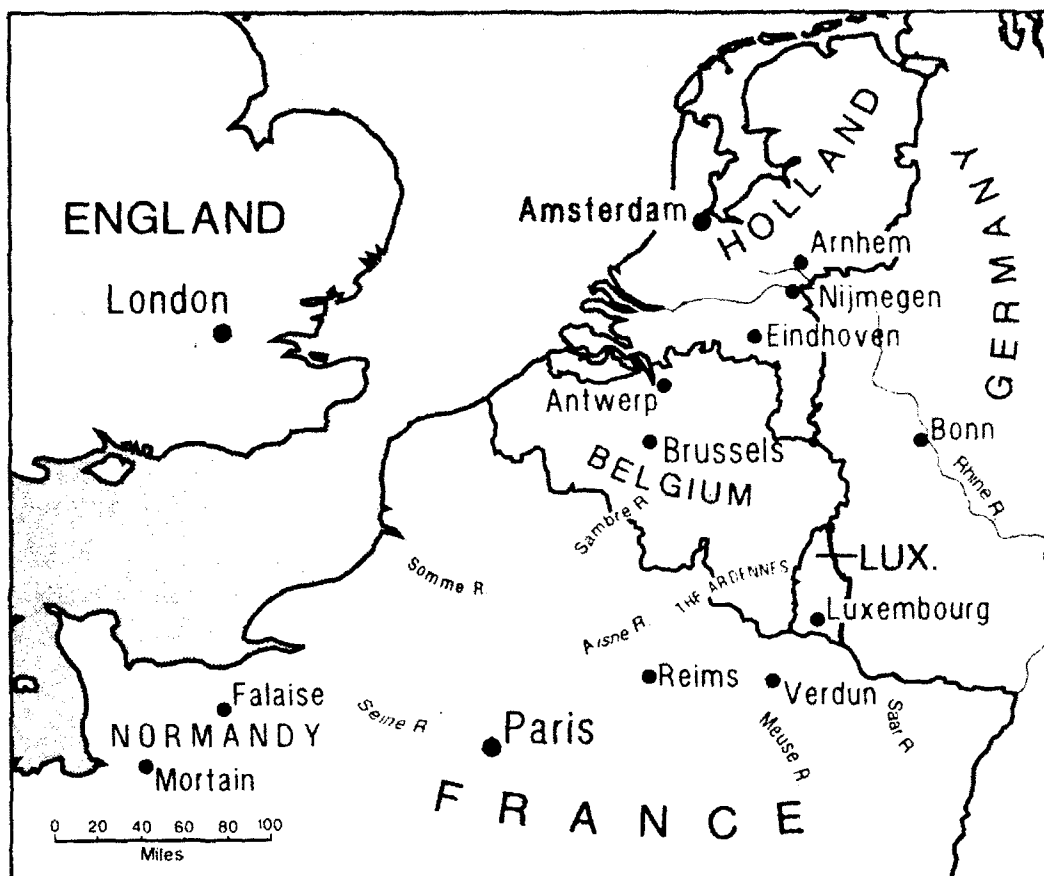 HOLLAND
GERMANY
ENGLAND
Amsterdam
Arnhem
London
Nijmegen
Eindhoven
Antwerp
Bonn
Brussels
BELGIUM
Rhine R.
Sambre R.
LUX.
THE ARDENNES
Somme R.
Luxembourg
Aisne R.
Reims
Verdun
Falaise
Seine R.
Saar R.
NORMANDY
Paris
Meuse R.
Mortain
FRANCE
0 20 40 60 80 100
Miles